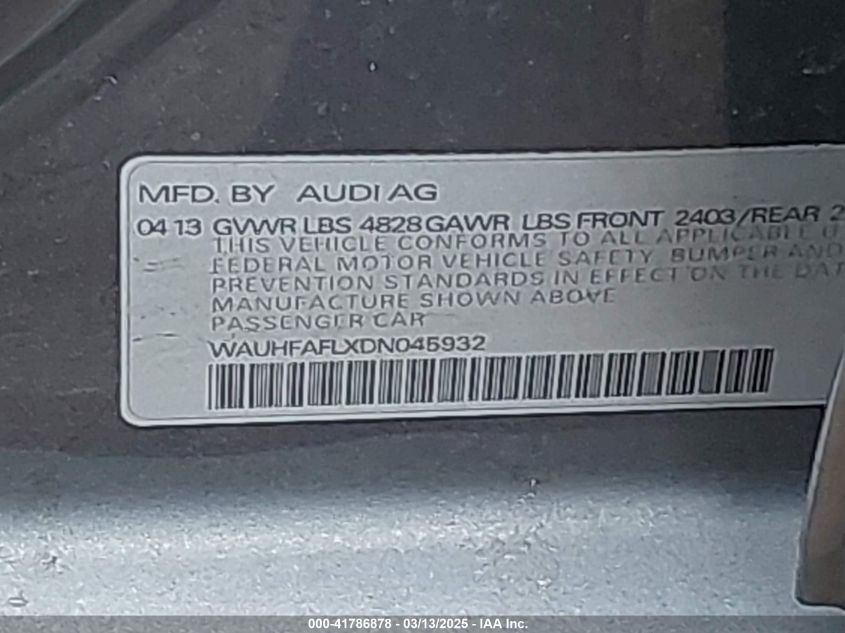 MFD. BY AUDI AG
04 13 GVWR LBS 4828 GAWR LBS FRONT 2403/REAR 2
THIS VEHICLE CONFORMS TO ALL APPLICABLE U
FEDERAL MOTOR VEHICLE SAFETY, BUMPER AND
PREVENTION STANDARDS IN EFFECT ON THE DAT
MANUFACTURE SHOWN ABOVE
PASSENGER CAR
WAUHFAFLXDN045932
000-41786878 - 03/13/2025 - IAA Inc.